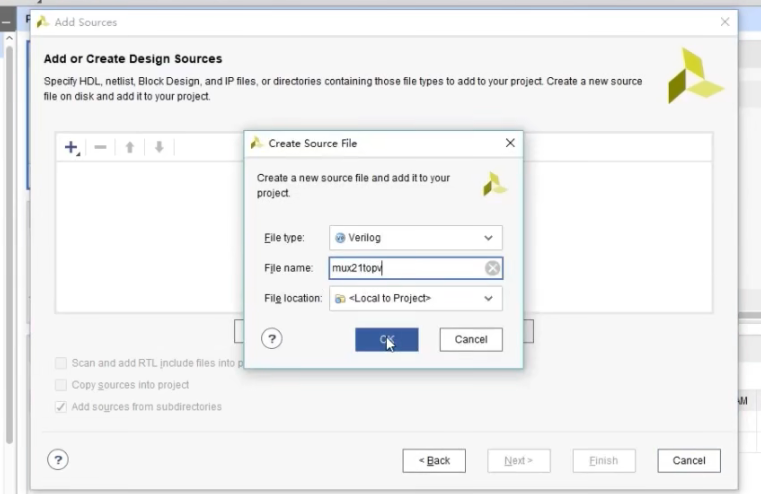 Add Sources
Add or Create Design Sources
Specify HDL, netlist, Block Design, and IP files, or directories containing those file types to add to your project. Create a new source
file on disk and add it to your project.
Create Source File
Create a new source file and add it to your
project.
File type:
Verilog
File name:
mux21topv
File location:
<Local to Project>
?
OK
Cancel
Scan and add RTL include files into p
Copy sources into project
Add sources from subdirectories
?
< Back
Next >
Finish
Cancel